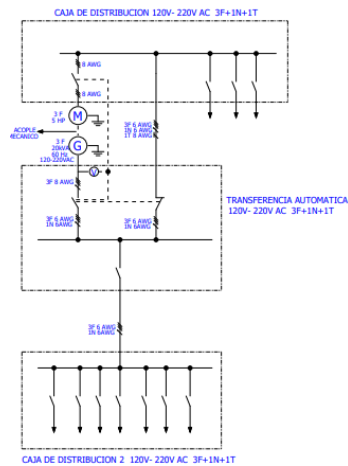 CAJA DE DISTRIBUCION 120V- 220V AC 3F+1N+1T
8 AWG
8 AWG
M
3 F
5 HP
ACOPLE
MECANICO
G
3 F
20kVA
60 Hz
120-220VAC
3F 6 AWG
1N 6 AWG
1T 8 AWG
V
3F 8 AWG
TRANSFERENCIA AUTOMATICA
120V- 220V AC 3F+1N+1T
3F 6 AWG
1N 6AWG
3F 6 AWG
1N 6AWG
3F 6 AWG
1N 6AWG
CAJA DE DISTRIBUCION 2 120V- 220V AC 3F+1N+1T